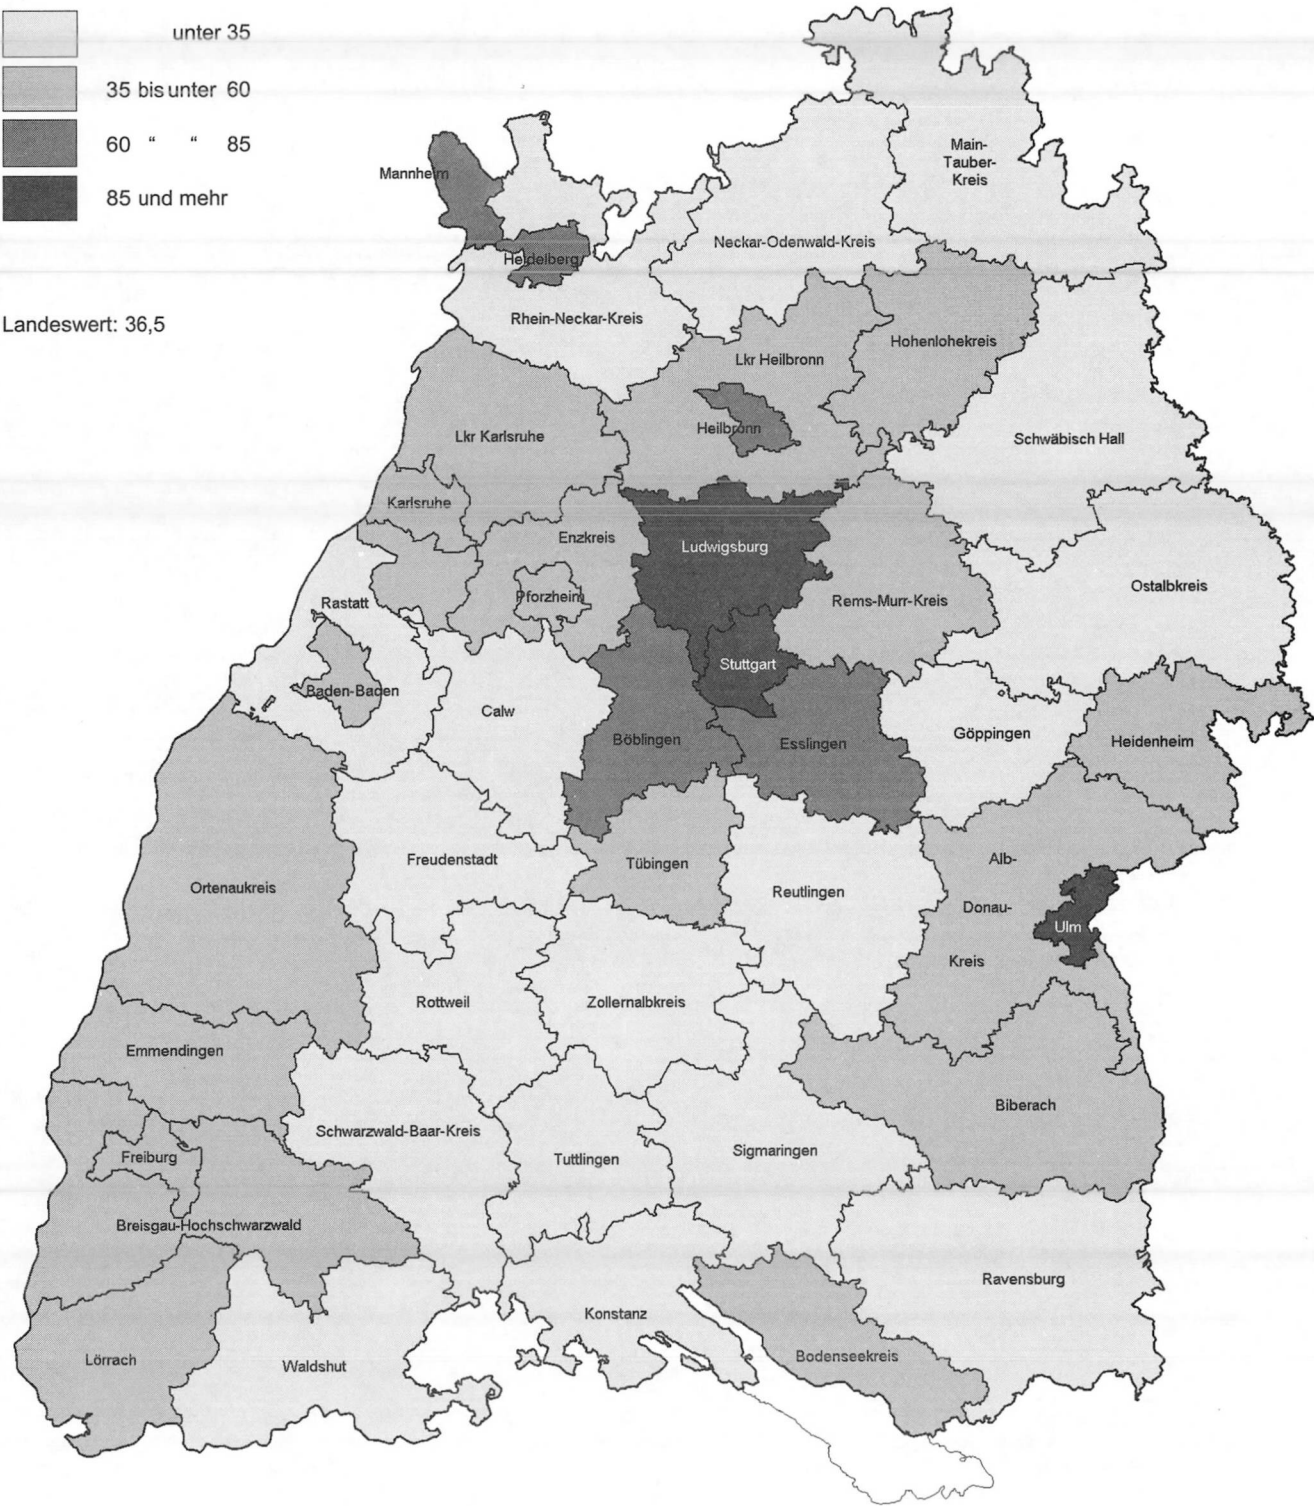 unter 35
35 bis unter 60
60 “ “ 85
85 und mehr
Landeswert: 36,5
Main-
Tauber-
Kreis
Mannheim
Neckar-Odenwald-Kreis
Heidelberg
Rhein-Neckar-Kreis
Hohenlohekreis
Lkr Heilbronn
Heilbronn
Lkr Karlsruhe
Schwäbisch Hall
Karlsruhe
Enzkreis
Ludwigsburg
Ostalbkreis
Pforzheim
Rastatt
Rems-Murr-Kreis
Stuttgart
Baden-Baden
Calw
Göppingen
Böblingen
Esslingen
Heidenheim
Freudenstadt
Tübingen
Alb-
Ortenaukreis
Reutlingen
Donau-
Ulm
Kreis
Rottweil
Zollernalbkreis
Emmendingen
Biberach
Schwarzwald-Baar-Kreis
Sigmaringen
Freiburg
Tuttlingen
Breisgau-Hochschwarzwald
Ravensburg
Konstanz
Bodenseekreis
Lörrach
Waldshut